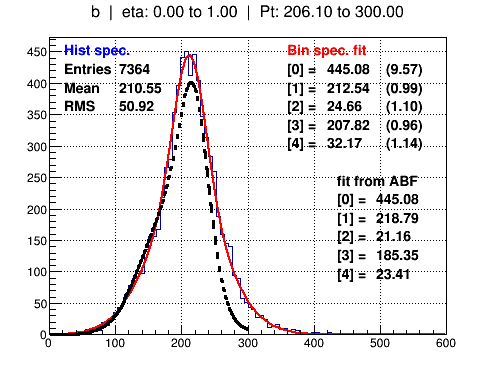 b | eta: 0.00 to 1.00 | Pt: 206.10 to 300.00
Hist spec.
Entries 7364
Mean 210.55
RMS 50.92
Bin spec. fit
[0] = 445.08 (9.57)
[1] = 212.54 (0.99)
[2] = 24.66 (1.10)
[3] = 207.82 (0.96)
[4] = 32.17 (1.14)
fit from ABF
[0] = 445.08
[1] = 218.79
[2] = 21.16
[3] = 185.35
[4] = 23.41
450
400
350
300
250
200
150
100
50
0
0 100 200 300 400 500 600